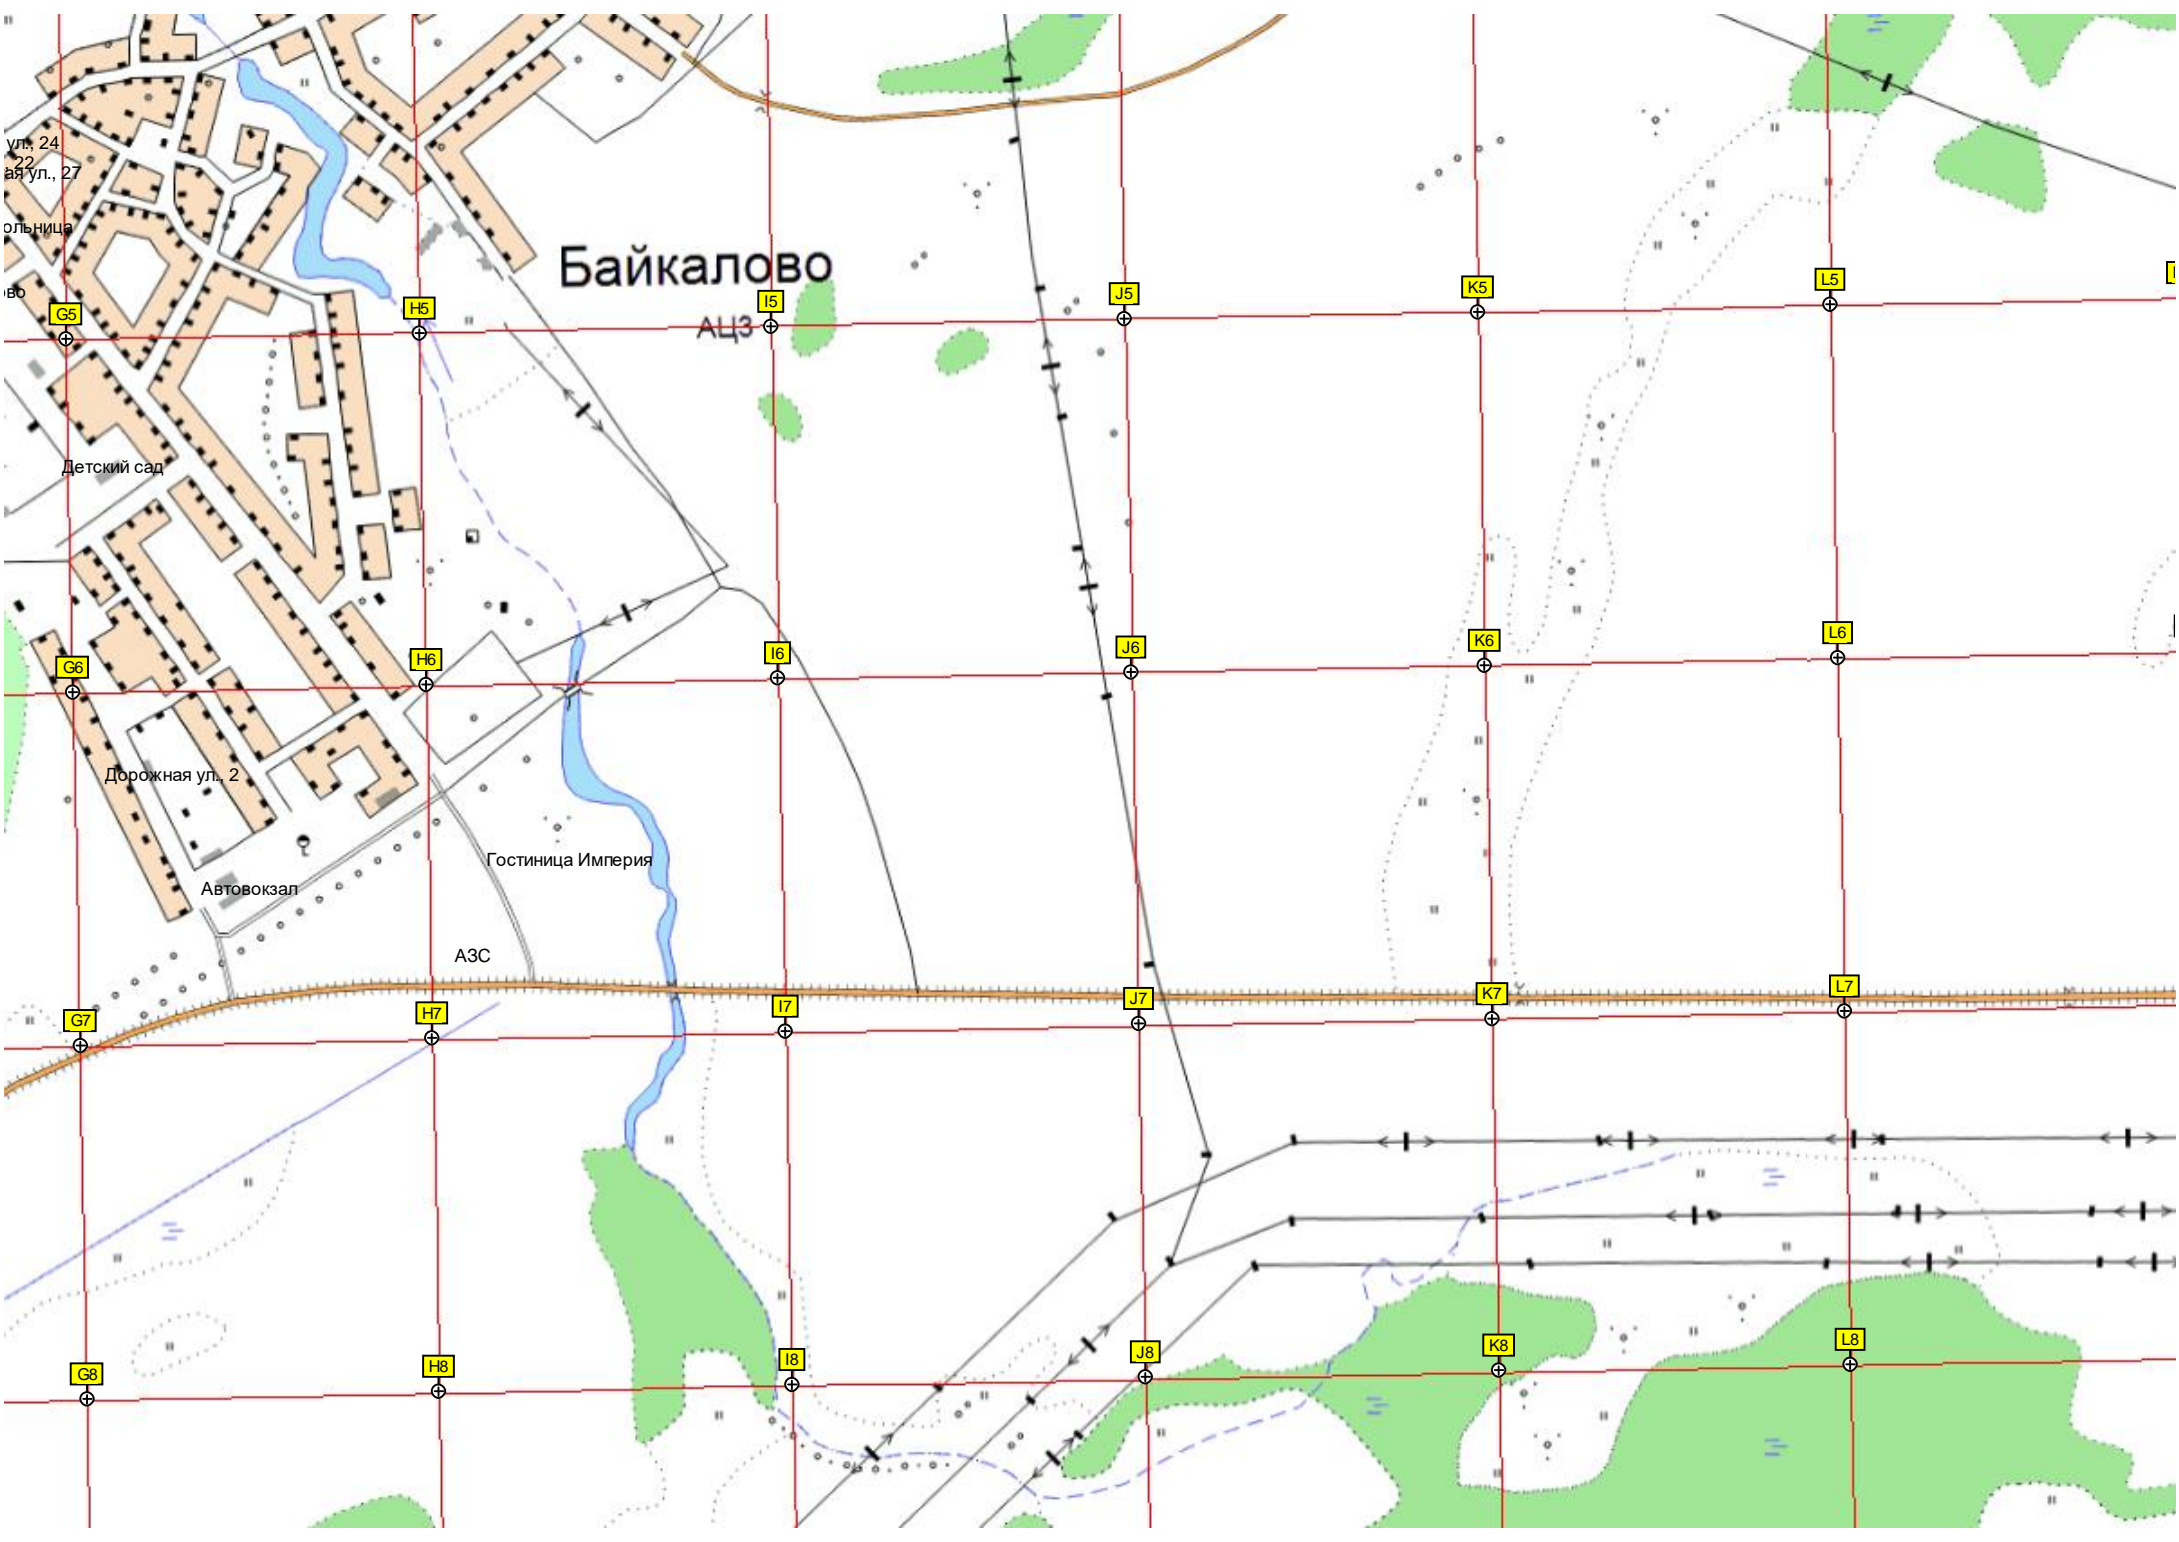 ул., 24
22
ая ул., 27
ольница
Байкалово
ово
G5
H5
I5
J5
K5
L5
АЦЗ
Детский сад
G6
H6
I6
J6
K6
L6
Дорожная ул., 2
Гостиница Империя
Автовокзал
АЗС
G7
H7
I7
J7
K7
L7
G8
H8
I8
J8
K8
L8